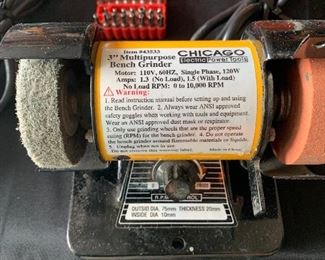 Item #43533
3" Multipurpose
Bench Grinder
CHICAGO
Electric Power Tools
Motor: 110V, 60HZ, Single Phase, 120W
Amps: 1.3 (No Load), 1.5 (With Load)
No Load RPM: 0 to 10,000 RPM
Warning:
1. Read instruction manual before setting up and using
the Bench Grinder. 2. Always wear ANSI approved
safety goggles when working with tools and equipment.
Wear an ANSI approved dust mask or respirator.
3. Only use grinding wheels that are the proper speed
rating (RPM) for the bench grinder. 4. Do not operate
the bench grinder around flammable materials or liquids.
Made in China
OUTSID DIA. 75mm THICKNESS 20mm
INSIDE DIA 10mm